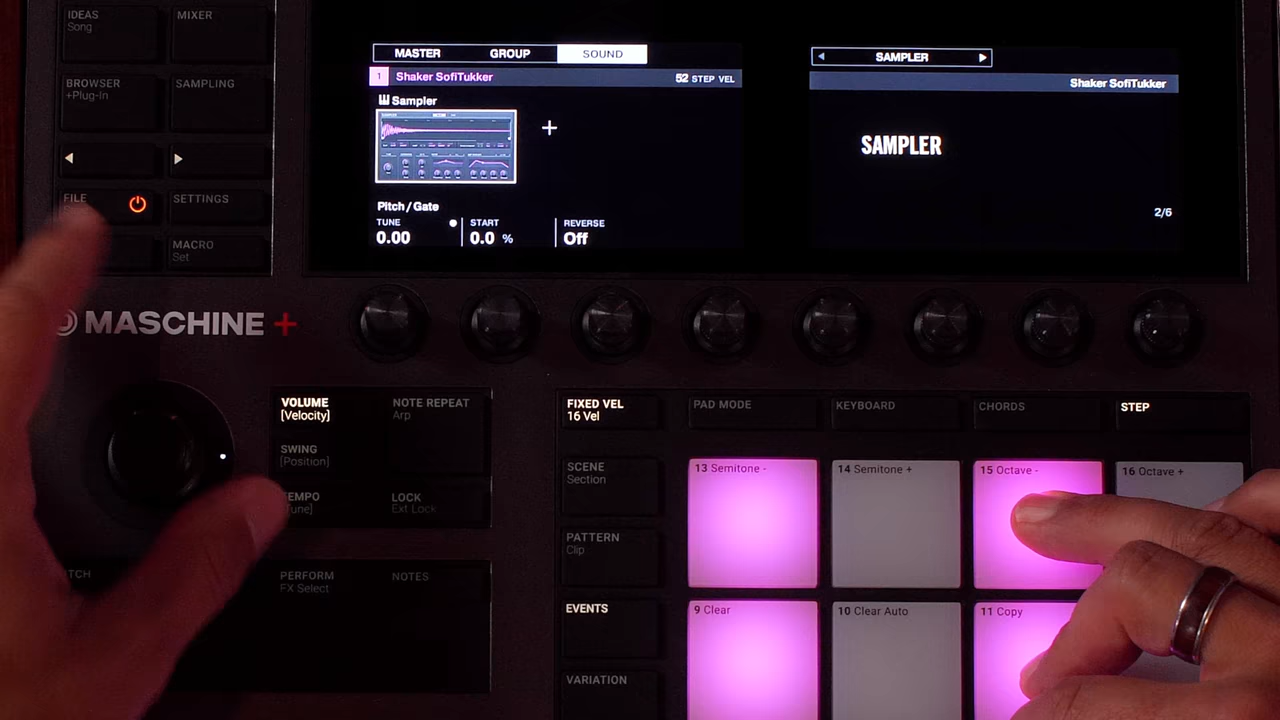 IDEAS
Song
MIXER
BROWSER
+Plug-In
SAMPLING
FILE
SETTINGS
MACRO
Set
MASTER GROUP SOUND
1 Shaker SofiTukker 52 STEP VEL
Sampler
+
Pitch / Gate
TUNE START REVERSE
0.00 0.0 % Off
SAMPLER
Shaker SofiTukker
SAMPLER
2/6
MASCHINE +
VOLUME
[Velocity]
NOTE REPEAT
Arp
SWING
[Position]
LOCK
Ext Lock
PERFORM
FX Select
NOTES
FIXED VEL
16 Vel
PAD MODE
KEYBOARD
CHORDS
STEP
SCENE
Section
PATTERN
Clip
EVENTS
VARIATION
13 Semitone -
14 Semitone +
15 Octave -
16 Octave +
9 Clear
10 Clear Auto
11 Copy